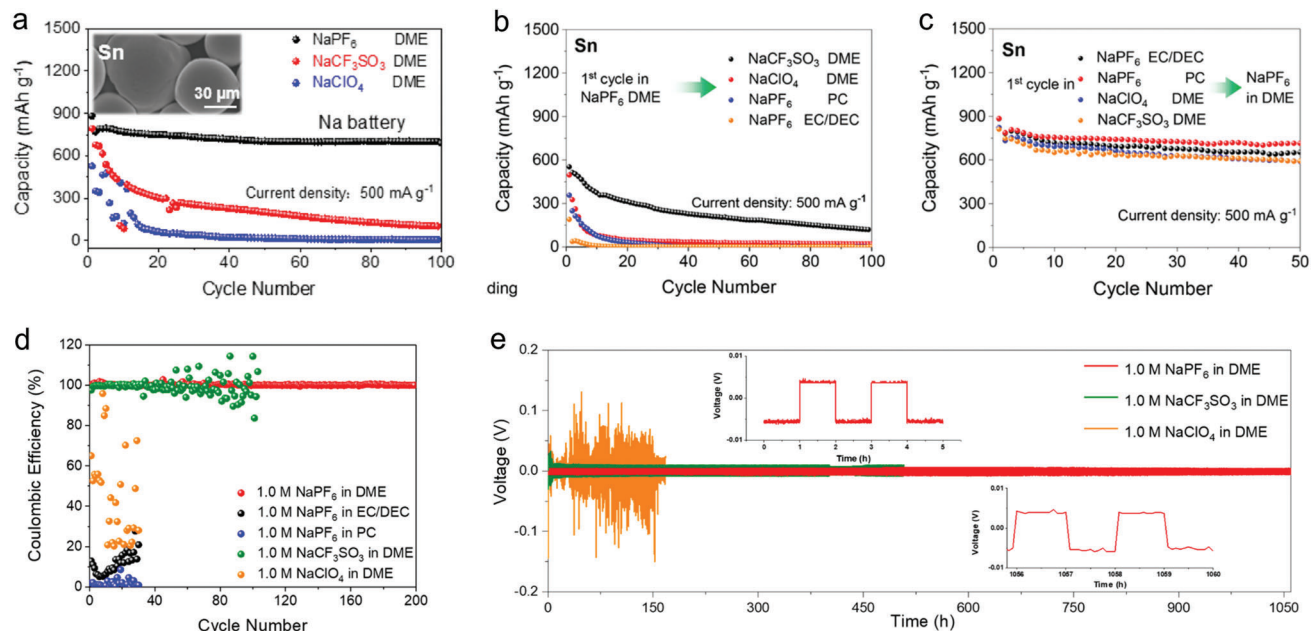 a
1500
1200
900
600
300
0
Capacity (mAh g⁻¹)
Sn
30 μm
NaPF₆ DME
NaCF₃SO₃ DME
NaClO₄ DME
Na battery
Current density: 500 mA g⁻¹
0 20 40 60 80 100
Cycle Number
b
1500
1200
900
600
300
0
Capacity (mAh g⁻¹)
Sn
1st cycle in
NaPF₆ DME
NaCF₃SO₃ DME
NaClO₄ DME
NaPF₆ PC
NaPF₆ EC/DEC
Current density: 500 mA g⁻¹
0 20 40 60 80 100
Cycle Number
ding
c
1500
1200
900
600
300
0
Capacity (mAh g⁻¹)
Sn
1st cycle in
NaPF₆ EC/DEC
NaPF₆ PC
NaClO₄ DME
NaCF₃SO₃ DME
NaPF₆
in DME
Current density: 500 mA g⁻¹
0 10 20 30 40 50
Cycle Number
d
120
100
80
60
40
20
0
Coulombic Efficiency (%)
1.0 M NaPF₆ in DME
1.0 M NaPF₆ in EC/DEC
1.0 M NaPF₆ in PC
1.0 M NaCF₃SO₃ in DME
1.0 M NaClO₄ in DME
0 40 80 120 160 200
Cycle Number
e
0.2
0.1
0.0
-0.1
-0.2
Voltage (V)
0.01
0.00
-0.01
Voltage (V)
0 1 2 3 4 5
Time (h)
1.0 M NaPF₆ in DME
1.0 M NaCF₃SO₃ in DME
1.0 M NaClO₄ in DME
0.01
0.00
-0.01
Voltage (V)
1056 1057 1058 1059 1060
Time (h)
0 150 300 450 600 750 900 1050
Time (h)